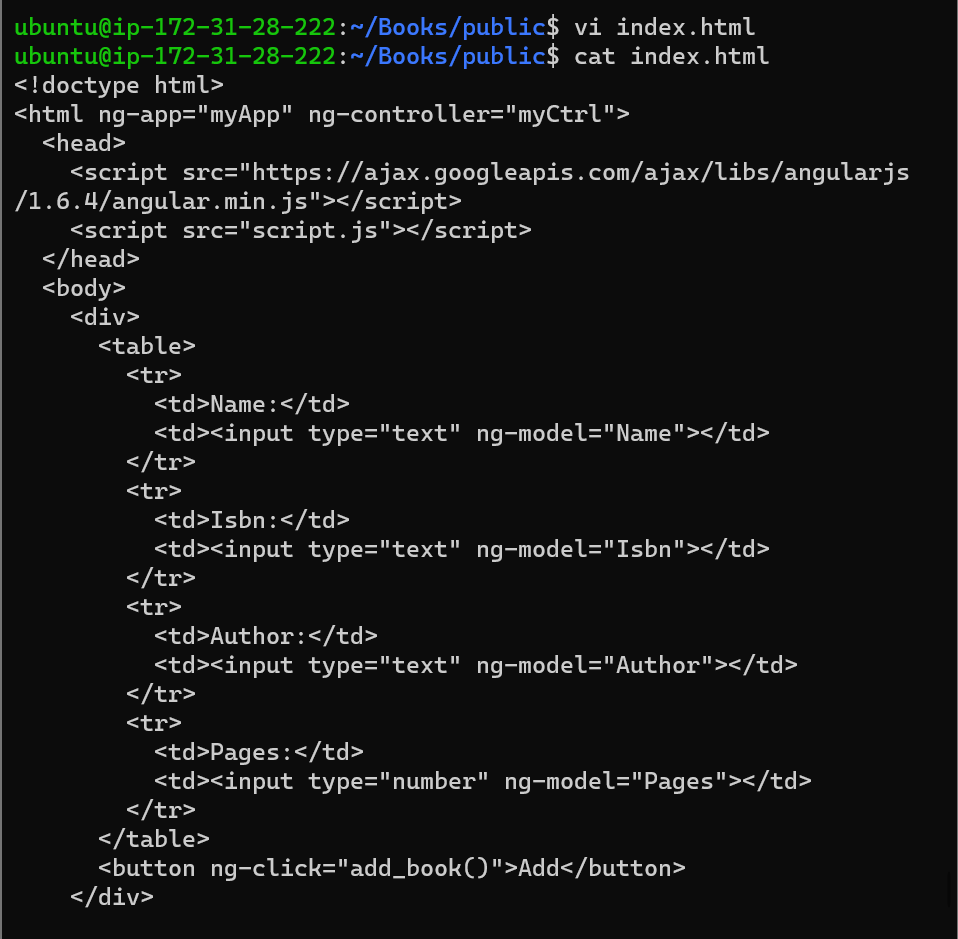 ubuntu@ip-172-31-28-222:~/Books/public$ vi index.html
ubuntu@ip-172-31-28-222:~/Books/public$ cat index.html
<!doctype html>
<html ng-app="myApp" ng-controller="myCtrl">
  <head>
    <script src="https://ajax.googleapis.com/ajax/libs/angularjs
/1.6.4/angular.min.js"></script>
    <script src="script.js"></script>
  </head>
  <body>
    <div>
      <table>
        <tr>
          <td>Name:</td>
          <td><input type="text" ng-model="Name"></td>
        </tr>
        <tr>
          <td>Isbn:</td>
          <td><input type="text" ng-model="Isbn"></td>
        </tr>
        <tr>
          <td>Author:</td>
          <td><input type="text" ng-model="Author"></td>
        </tr>
        <tr>
          <td>Pages:</td>
          <td><input type="number" ng-model="Pages"></td>
        </tr>
      </table>
      <button ng-click="add_book()">Add</button>
    </div>